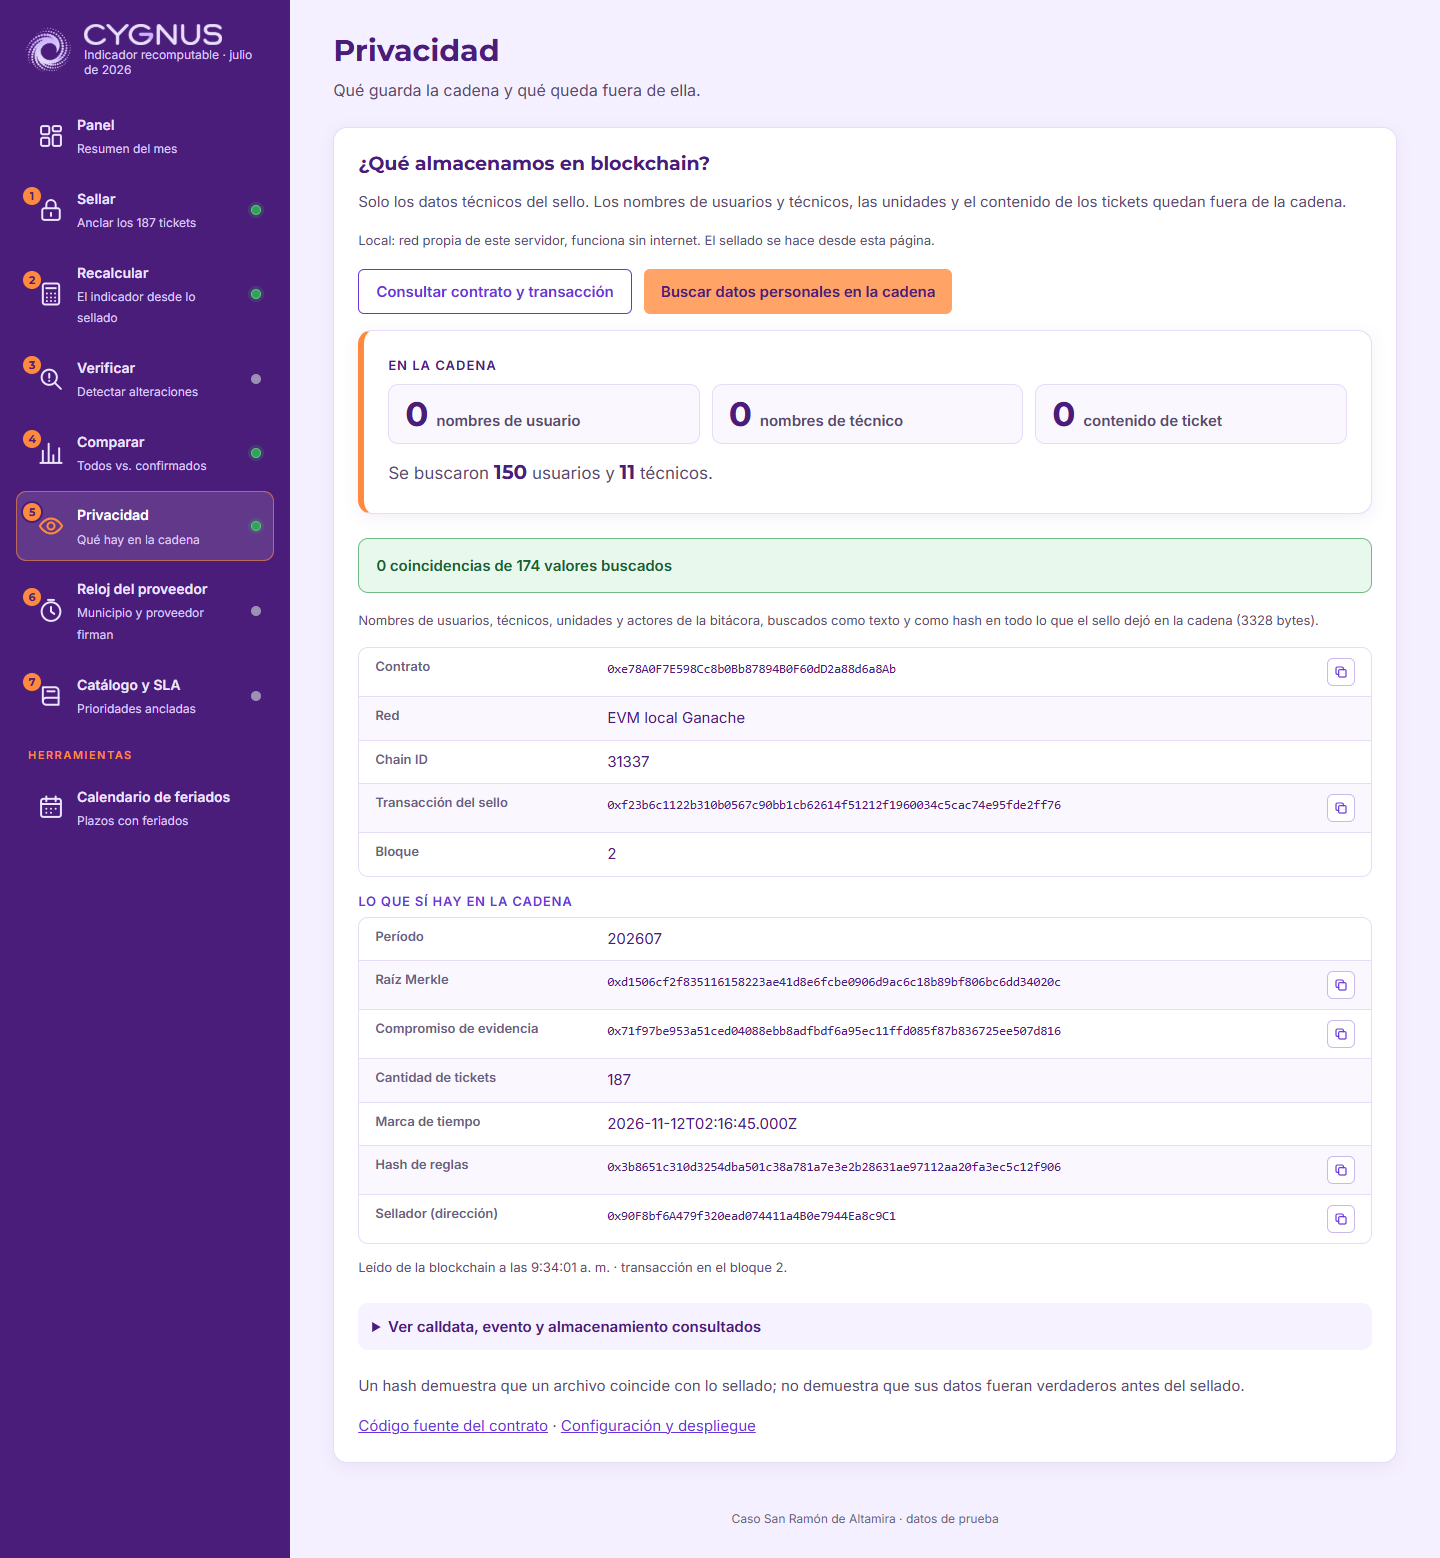 CYGNUS
Indicador recomputable · julio
de 2026
Panel
Resumen del mes
1
Sellar
Anclar los 187 tickets
2
Recalcular
El indicador desde lo
sellado
3
Verificar
Detectar alteraciones
4
Comparar
Todos vs. confirmados
5
Privacidad
Qué hay en la cadena
6
Reloj del proveedor
Municipio y proveedor
firman
7
Catálogo y SLA
Prioridades ancladas
HERRAMIENTAS
Calendario de feriados
Plazos con feriados
Privacidad
Qué guarda la cadena y qué queda fuera de ella.
¿Qué almacenamos en blockchain?
Solo los datos técnicos del sello. Los nombres de usuarios y técnicos, las unidades y el contenido de los tickets quedan fuera de la cadena.
Local: red propia de este servidor, funciona sin internet. El sellado se hace desde esta página.
Consultar contrato y transacción
Buscar datos personales en la cadena
EN LA CADENA
0 nombres de usuario
0 nombres de técnico
0 contenido de ticket
Se buscaron 150 usuarios y 11 técnicos.
0 coincidencias de 174 valores buscados
Nombres de usuarios, técnicos, unidades y actores de la bitácora, buscados como texto y como hash en todo lo que el sello dejó en la cadena (3328 bytes).
Contrato 0xe78A0F7E598Cc8b0Bb87894B0F60dD2a88d6a8Ab
Red EVM local Ganache
Chain ID 31337
Transacción del sello 0xf23b6c1122b310b0567c90bb1cb62614f51212f1960034c5cac74e95fde2ff76
Bloque 2
LO QUE SÍ HAY EN LA CADENA
Período 202607
Raíz Merkle 0xd1506cf2f835116158223ae41d8e6fcbe0906d9ac6c18b89bf806bc6dd34020c
Compromiso de evidencia 0x71f97be953a51ced04088ebb8adfbdf6a95ec11ffd085f87b836725ee507d816
Cantidad de tickets 187
Marca de tiempo 2026-11-12T02:16:45.000Z
Hash de reglas 0x3b8651c310d3254dba501c38a781a7e3e2b28631ae97112aa20fa3ec5c12f906
Sellador (dirección) 0x90F8bf6A479f320ead074411a4B0e7944Ea8c9C1
Leído de la blockchain a las 9:34:01 a. m. · transacción en el bloque 2.
Ver calldata, evento y almacenamiento consultados
Un hash demuestra que un archivo coincide con lo sellado; no demuestra que sus datos fueran verdaderos antes del sellado.
Código fuente del contrato · Configuración y despliegue
Caso San Ramón de Altamira · datos de prueba